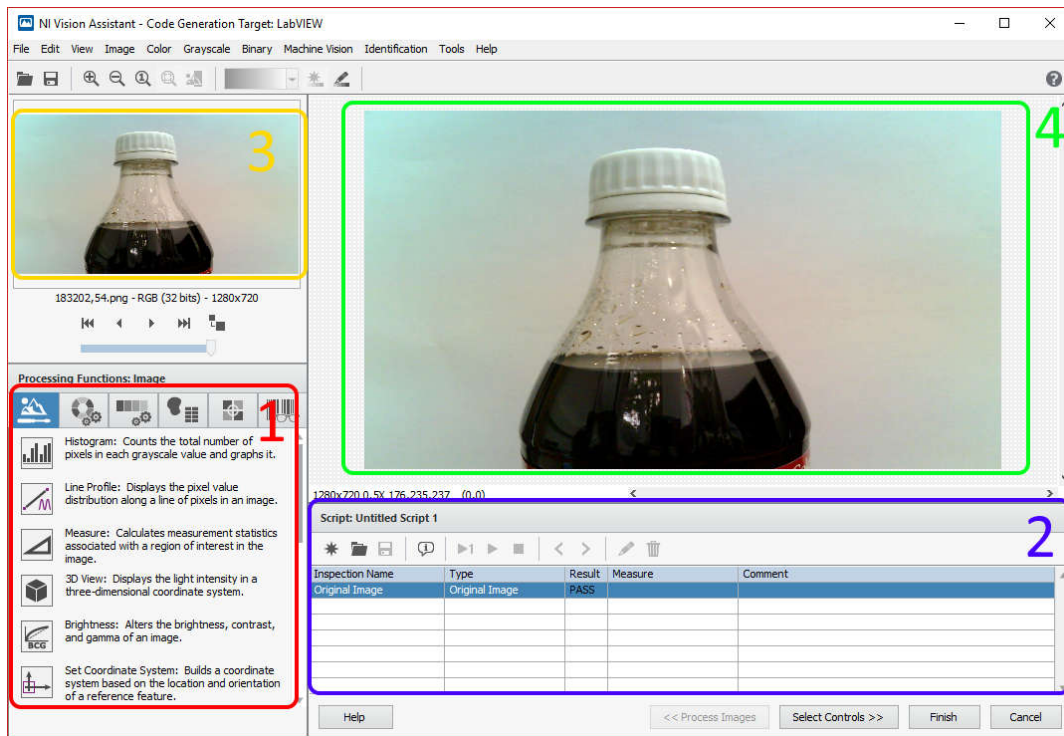 NI Vision Assistant - Code Generation Target: LabVIEW
File Edit View Image Color Grayscale Binary Machine Vision Identification Tools Help
3
4
183202,54.png - RGB (32 bits) - 1280x720
Processing Functions: Image
1
Histogram: Counts the total number of
pixels in each grayscale value and graphs it.
Line Profile: Displays the pixel value
distribution along a line of pixels in an image.
Measure: Calculates measurement statistics
associated with a region of interest in the
image.
3D View: Displays the light intensity in a
three-dimensional coordinate system.
BCG
Brightness: Alters the brightness, contrast,
and gamma of an image.
Set Coordinate System: Builds a coordinate
system based on the location and orientation
of a reference feature.
1280x720 0.5X 176,235,237 (0,0)
Script: Untitled Script 1
2
Inspection Name Type Result Measure Comment
Original Image Original Image PASS
Help << Process Images Select Controls >> Finish Cancel